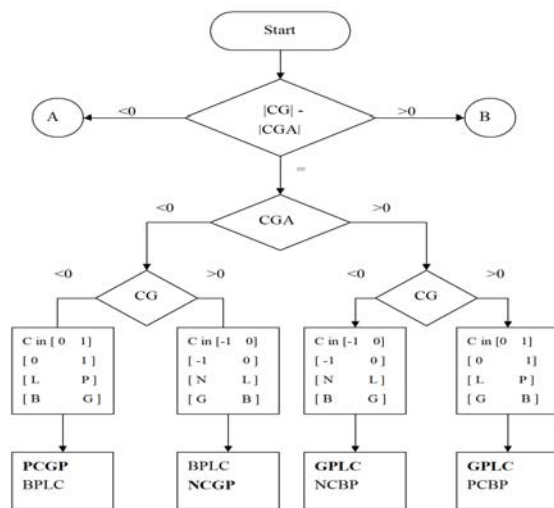 Start
A
<0
|CG| -
|CGA|
>0
B
=
<0
CGA
>0
<0
CG
>0
<0
CG
>0
C in [ 0 1]
[ 0 1]
[ L P]
[ B G]
C in [-1 0]
[ -1 0]
[ N L]
[ G B]
C in [-1 0]
[ -1 0]
[ N L]
[ B G]
C in [ 0 1]
[ 0 1]
[ L P]
[ G B]
PCGP
BPLC
BPLC
NCGP
GPLC
NCBP
GPLC
PCBP